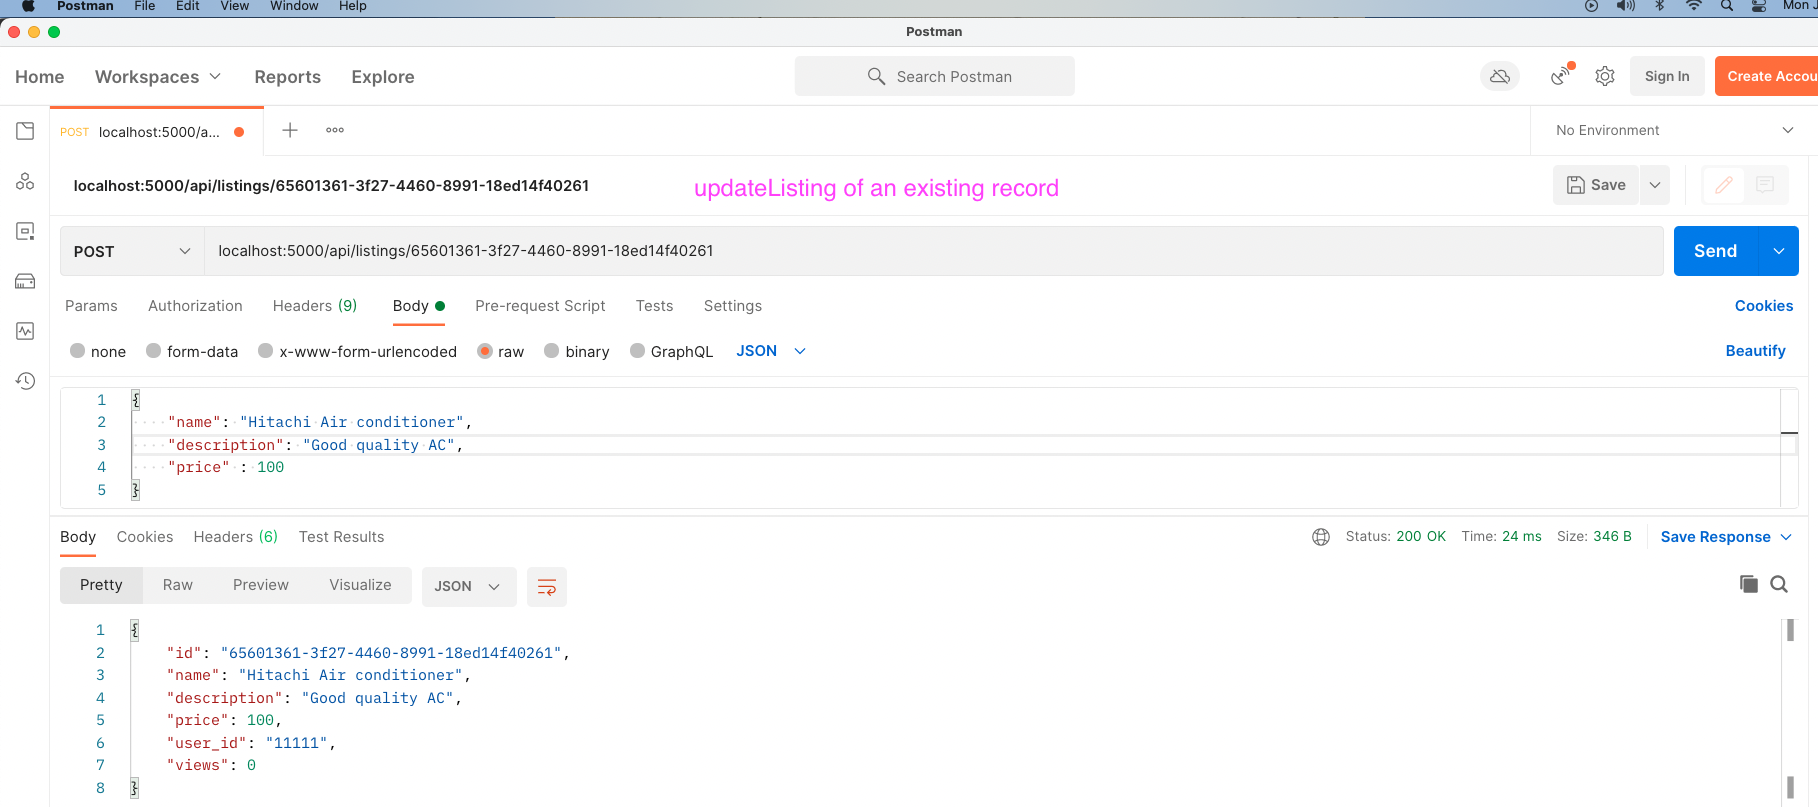 Postman File Edit View Window Help Mon J
Postman
Home Workspaces Reports Explore Search Postman Sign In Create Accou
POST localhost:5000/a... No Environment
localhost:5000/api/listings/65601361-3f27-4460-8991-18ed14f40261 updateListing of an existing record Save
POST localhost:5000/api/listings/65601361-3f27-4460-8991-18ed14f40261 Send
Params Authorization Headers (9) Body Pre-request Script Tests Settings Cookies
none form-data x-www-form-urlencoded raw binary GraphQL JSON Beautify
1 {
2 "name": "Hitachi Air conditioner",
3 "description": "Good quality AC",
4 "price" : 100
5 }
Body Cookies Headers (6) Test Results Status: 200 OK Time: 24 ms Size: 346 B Save Response
Pretty Raw Preview Visualize JSON
1 {
2 "id": "65601361-3f27-4460-8991-18ed14f40261",
3 "name": "Hitachi Air conditioner",
4 "description": "Good quality AC",
5 "price": 100,
6 "user_id": "11111",
7 "views": 0
8 }